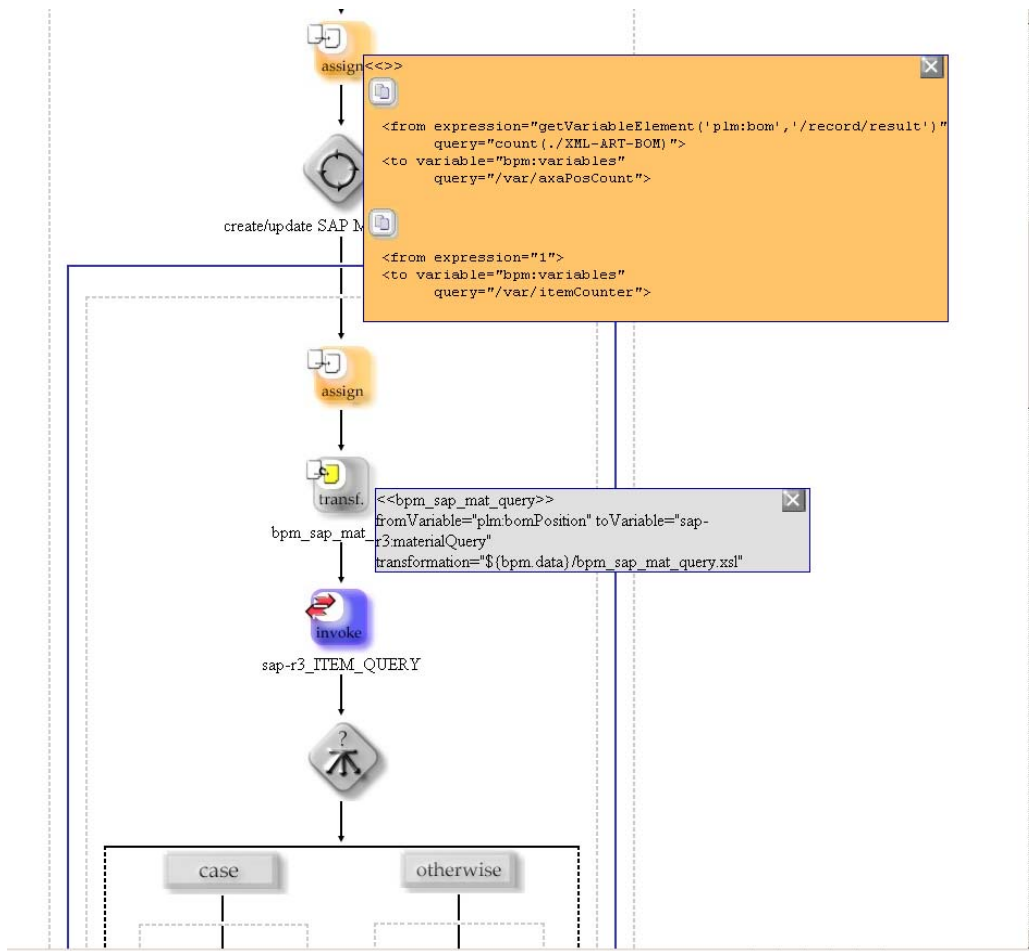 assign
<<>>
<from expression="getVariableElement('plm:bom','/record/result')"
query="count(./XML-ART-BOM)">
<to variable="bpm:variables"
query="/var/axaPosCount">
create/update SAP M
<from expression="1">
<to variable="bpm:variables"
query="/var/itemCounter">
assign
transf.
bpm_sap_mat_
<<bpm_sap_mat_query>>
fromVariable="plm:bomPosition" toVariable="sap-
r3:materialQuery"
transformation="${bpm.data}/bpm_sap_mat_query.xsl"
invoke
sap-r3_ITEM_QUERY
?
case
otherwise